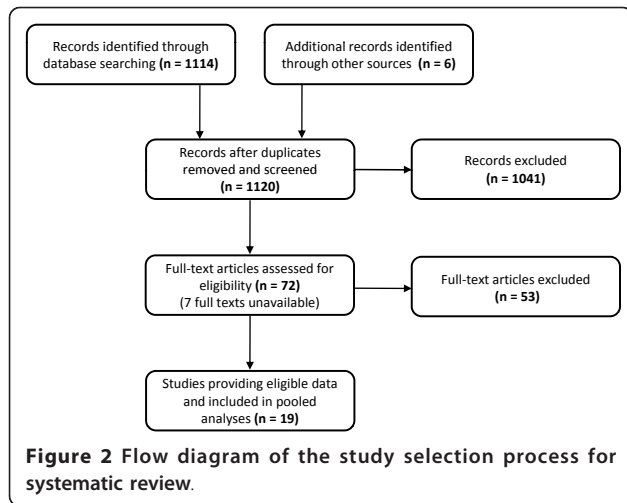 Records identified through
database searching (n = 1114)
Additional records identified
through other sources (n = 6)
Records after duplicates
removed and screened
(n = 1120)
Records excluded
(n = 1041)
Full-text articles assessed for
eligibility (n = 72)
(7 full texts unavailable)
Full-text articles excluded
(n = 53)
Studies providing eligible data
and included in pooled
analyses (n = 19)
Figure 2 Flow diagram of the study selection process for
systematic review.